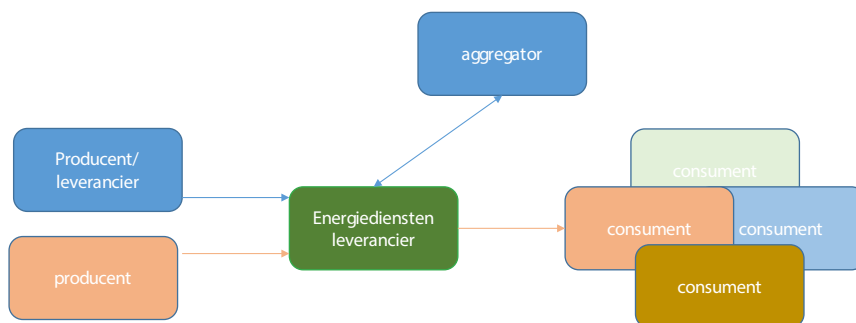 aggregator
Producent/
leverancier
consument
Energiediensten
leverancier
consument
consument
producent
consument